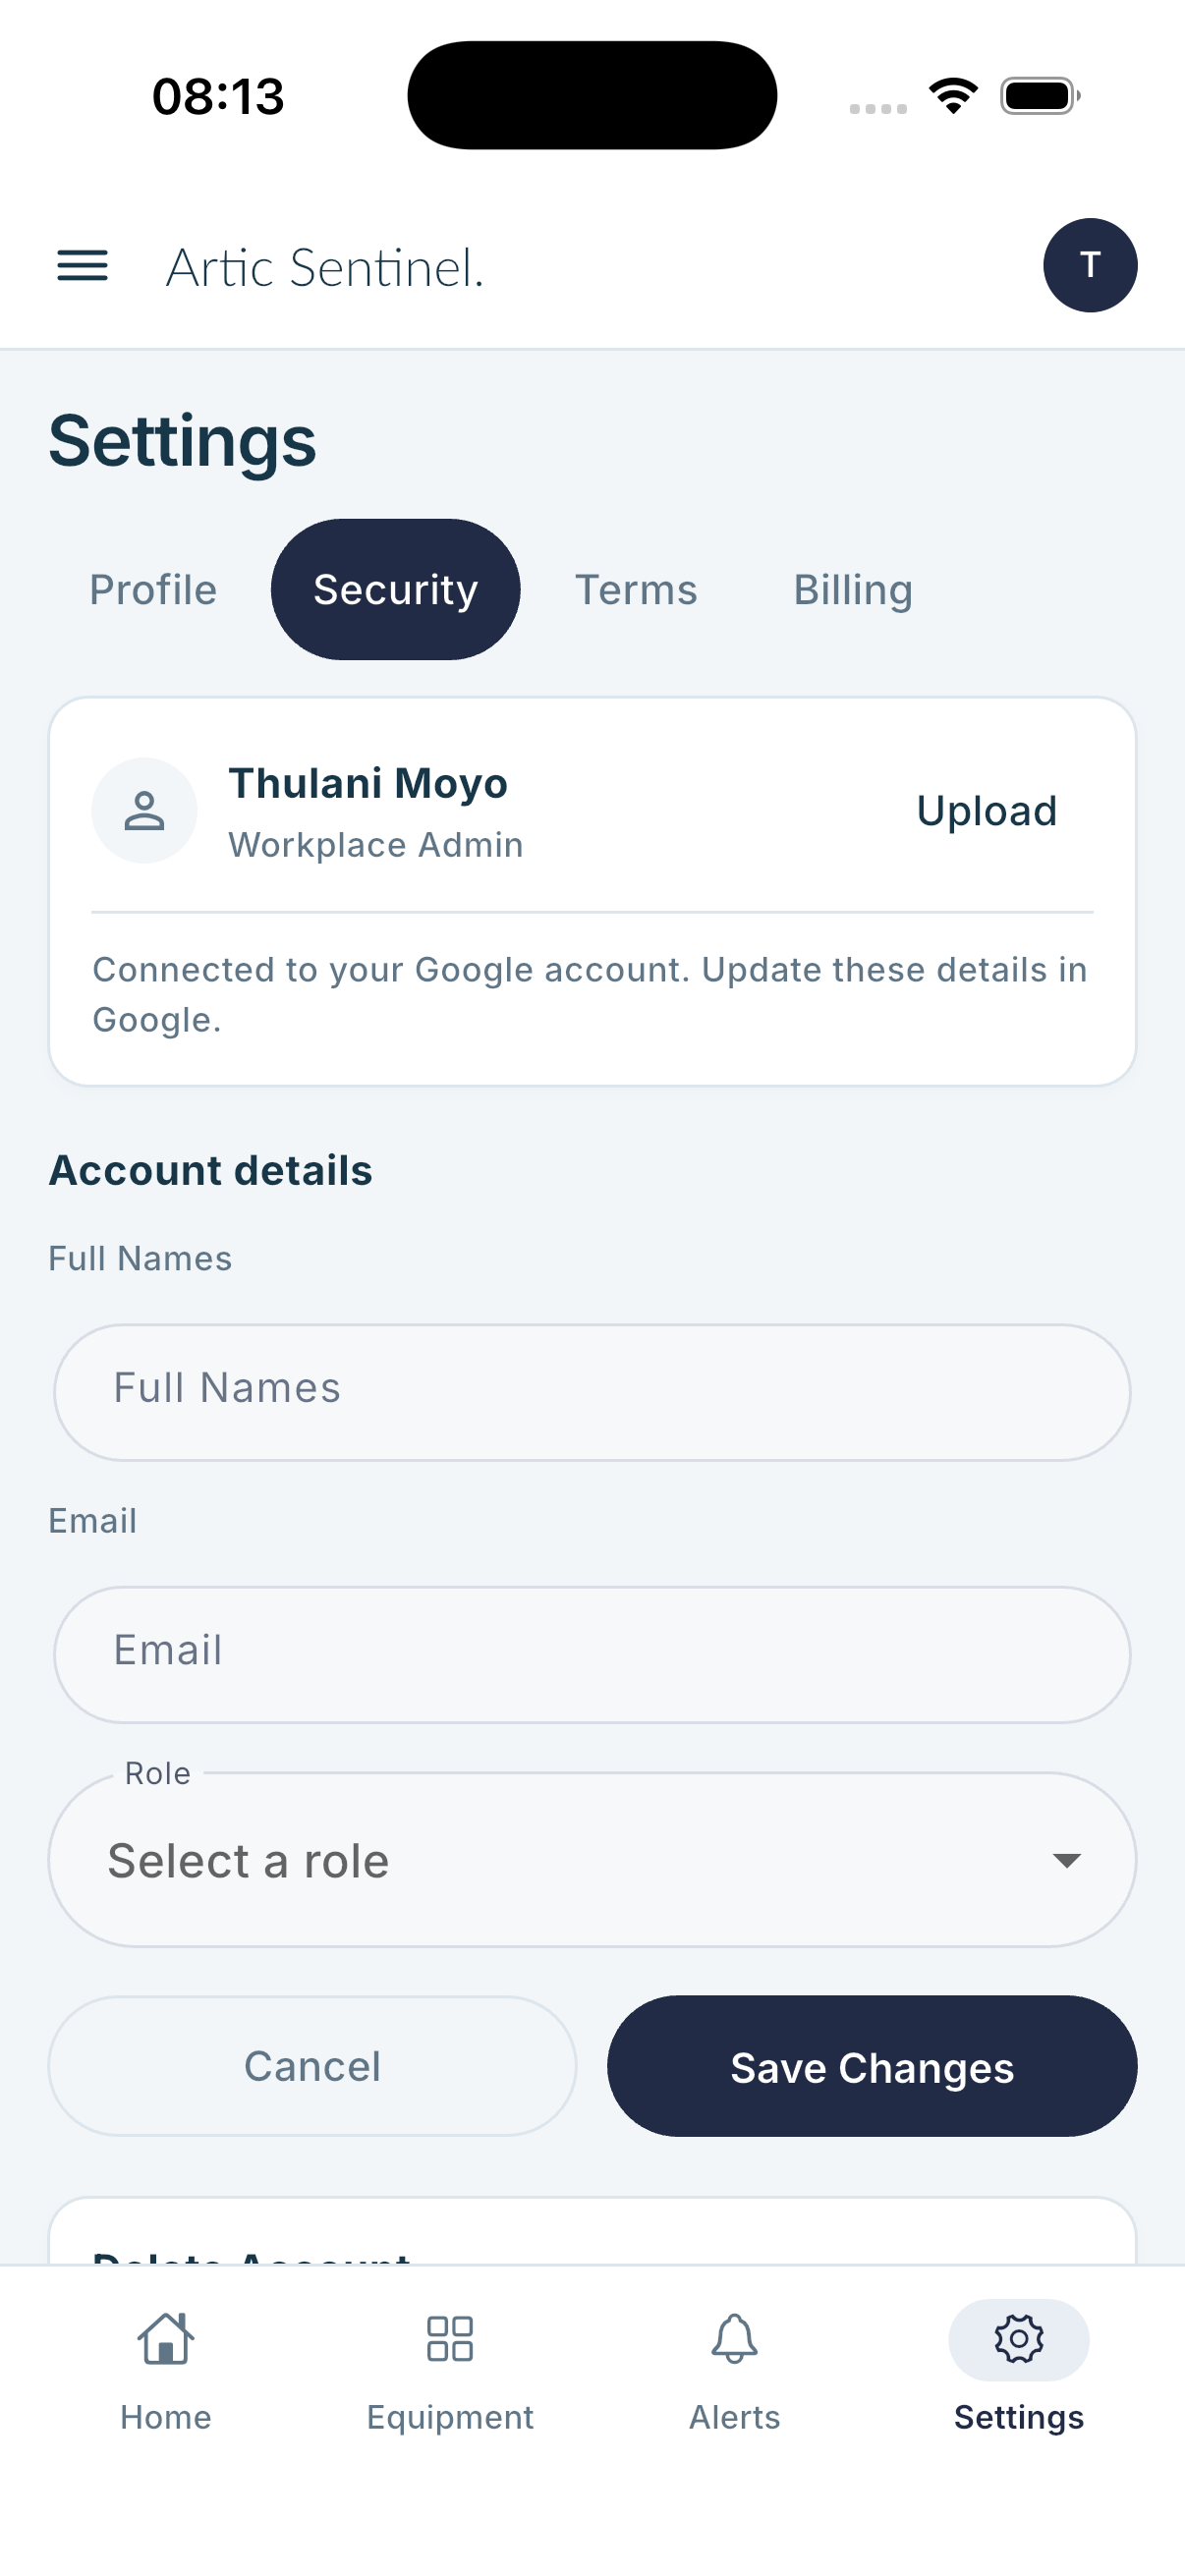 08:13
Artic Sentinel.
T
Settings
Profile Security Terms Billing
Thulani Moyo
Workplace Admin
Upload
Connected to your Google account. Update these details in
Google.
Account details
Full Names
Full Names
Email
Email
Role
Select a role
Cancel
Save Changes
Delete Account
Home Equipment Alerts Settings